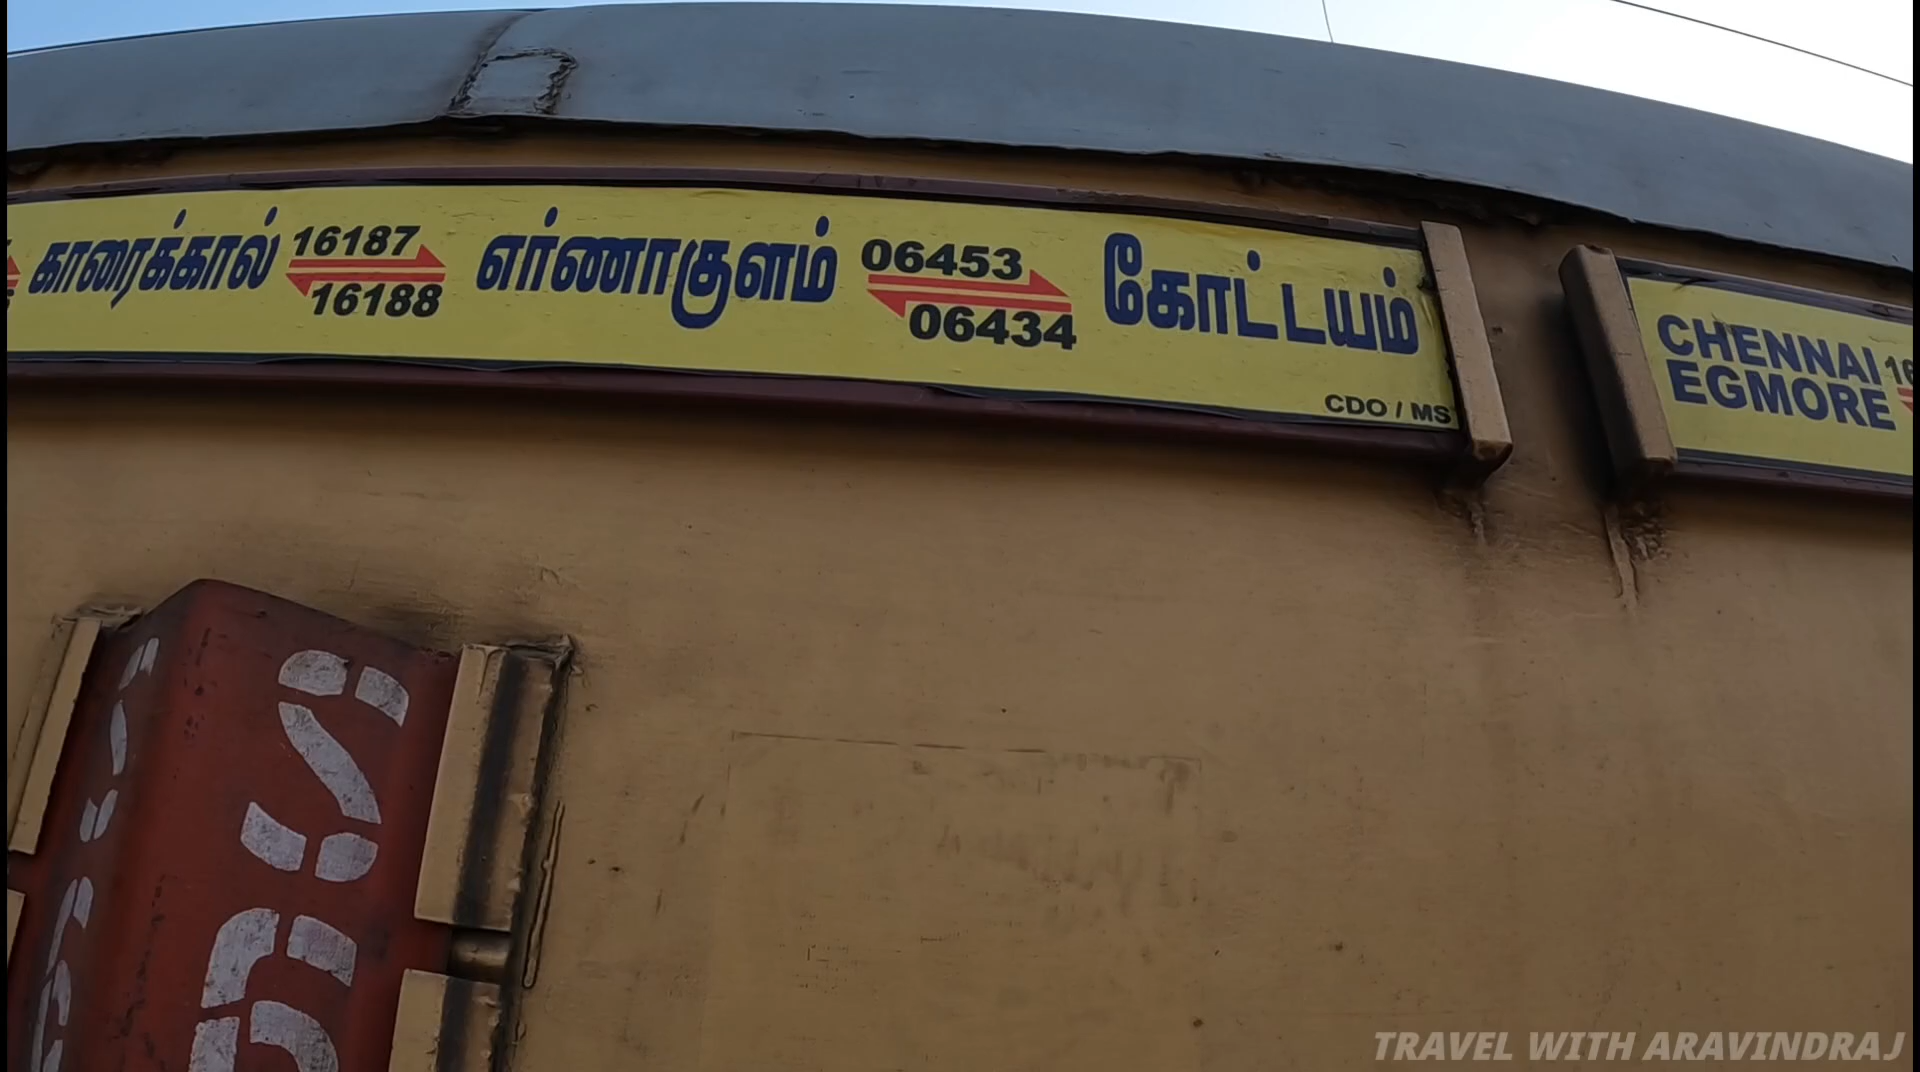 காரைக்கால் 16187 16188 எர்ணாகுளம் 06453 06434 கோட்டயம்
CDO / MS
CHENNAI
EGMORE
TRAVEL WITH ARAVINDRAJ